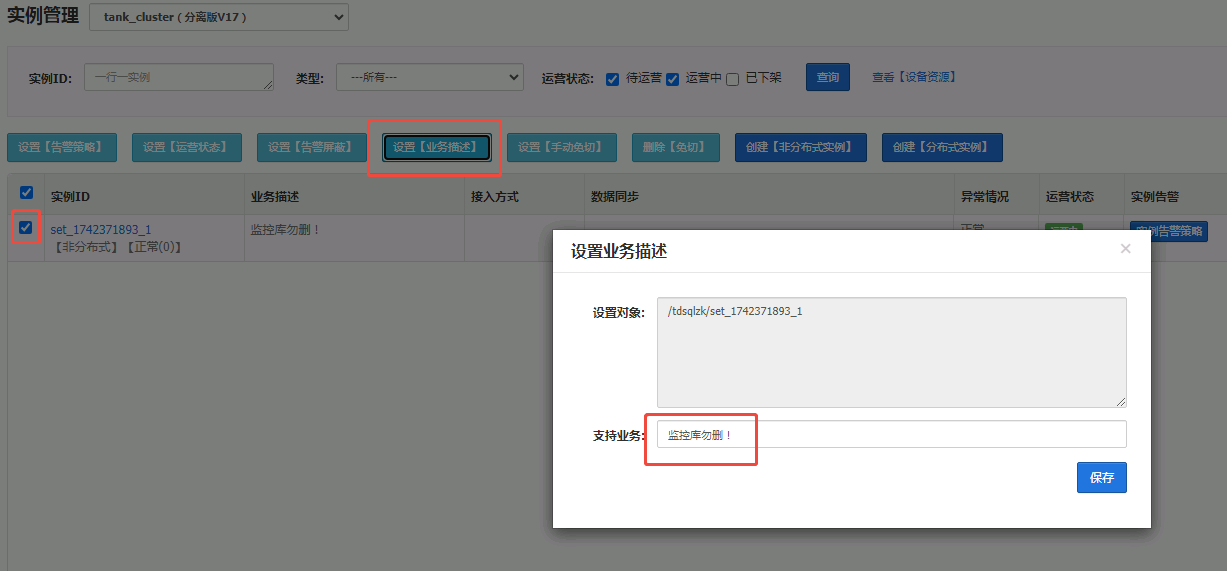 实例管理 tank_cluster ( 分离版V17 )
实例ID: 一行一实例 类型: ---所有--- 运营状态: 待运营 运营中 已下架 查询 查看【设备资源】
设置【告警策略】 设置【运营状态】 设置【告警屏蔽】 设置【业务描述】 设置【手动免切】 删除【免切】 创建【非分布式实例】 创建【分布式实例】
实例ID 业务描述 接入方式 数据同步 异常情况 运营状态 实例告警
set_1742371893_1 监控库勿删！ 正常 运营中 实例告警策略
【非分布式】【正常(0)】
设置业务描述 ×
设置对象: /tdsqlzk/set_1742371893_1
支持业务: 监控库勿删！
保存